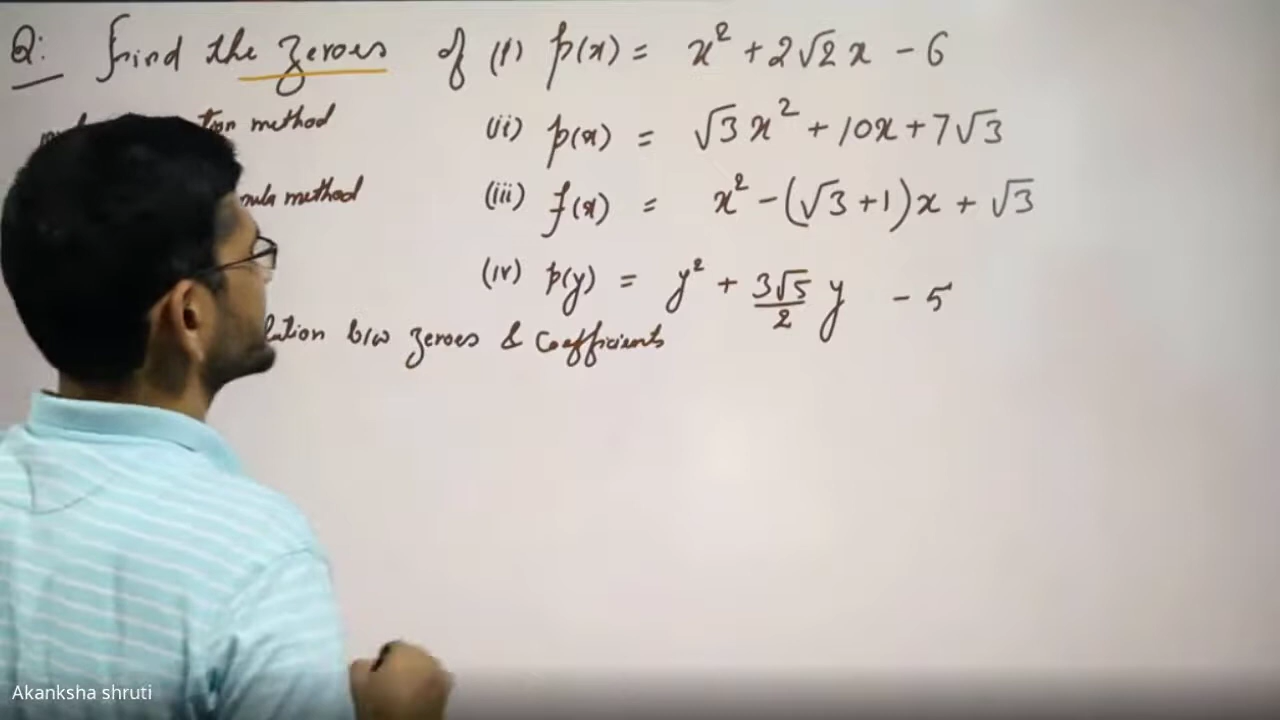 Q: Find the zeroes of (i) p(x) = x² + 2√2 x - 6
method (ii) p(x) = √3 x² + 10x + 7√3
method (iii) f(x) = x² - (√3 + 1)x + √3
(iv) p(y) = y² + 3√5/2 y - 5
b/w zeroes & Coefficients
Akanksha shruti